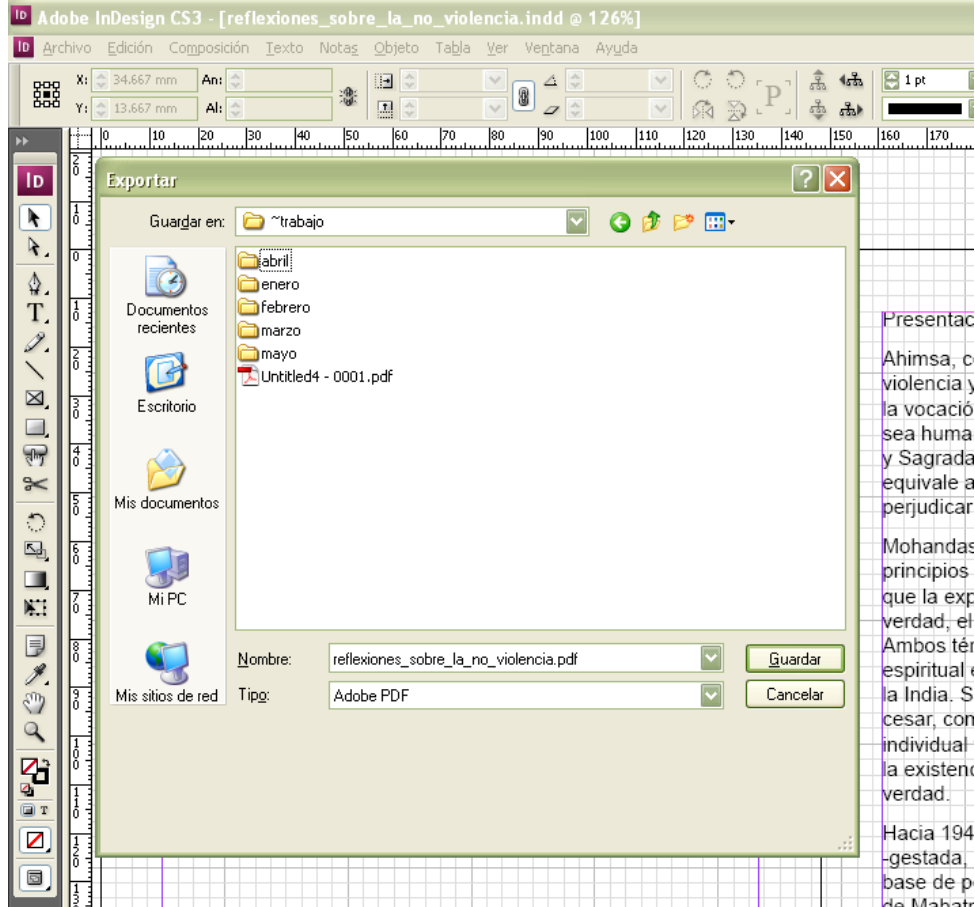 Adobe InDesign CS3 - [reflexiones_sobre_la_no_violencia.indd @ 126%]
Archivo Edición Composición Texto Notas Objeto Tabla Ver Ventana Ayuda
X: 34.667 mm An:
Y: 13.667 mm Al:
1 pt
0 10 20 30 40 50 60 70 80 90 100 110 120 130 140 150 160 170
Exportar
Guardar en: ~trabajo
Documentos recientes
Escritorio
Mis documentos
Mi PC
Mis sitios de red
abril
enero
febrero
marzo
mayo
Untitled4 - 0001.pdf
Nombre: reflexiones_sobre_la_no_violencia.pdf
Guardar
Tipo: Adobe PDF
Cancelar
Presentac
Ahimsa, c
violencia y
la vocació
sea huma
y Sagrada
equivale a
perjudicar
Mohandas
principios
que la exp
verdad, el
Ambos tér
espiritual e
la India. S
cesar, com
individual
la existenc
verdad.
Hacia 194
-gestada,
base de p
de Mahat